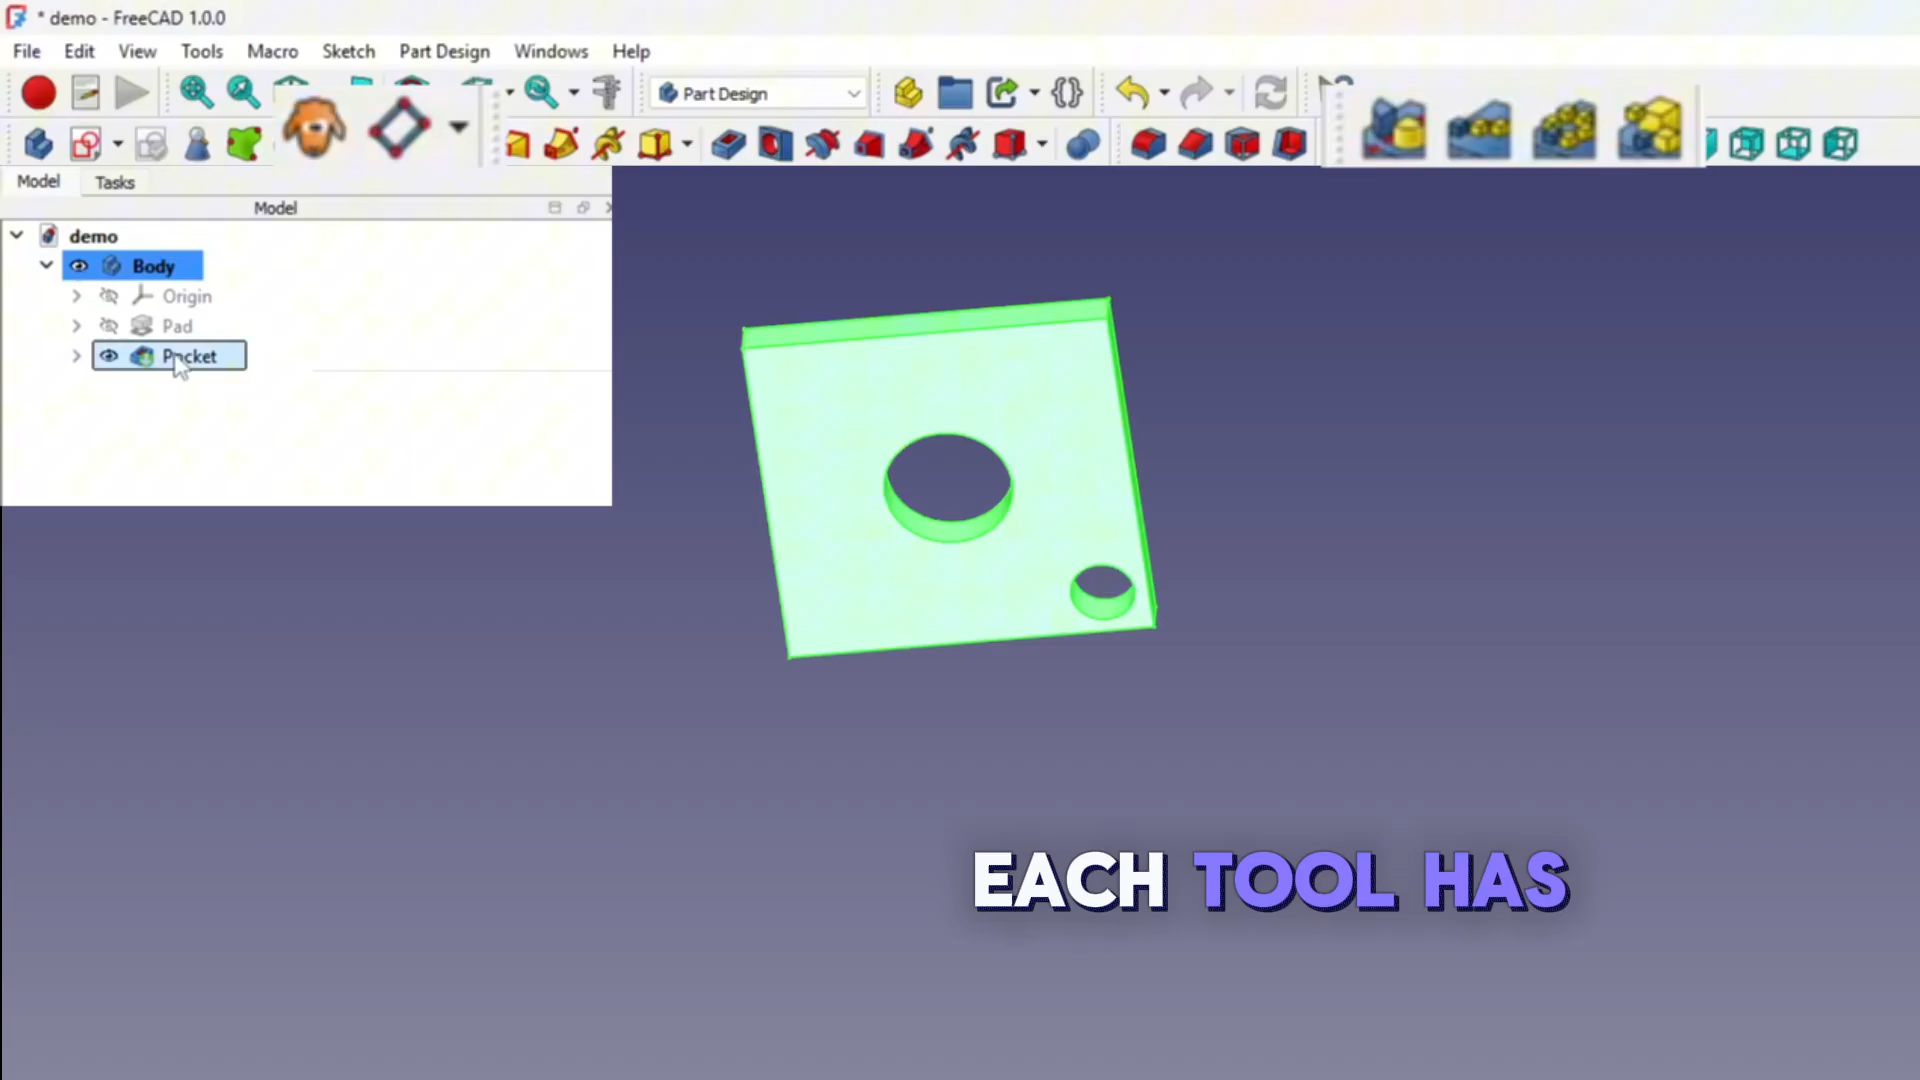 * demo - FreeCAD 1.0.0
File Edit View Tools Macro Sketch Part Design Windows Help
Part Design
Model Tasks
Model
demo
Body
Origin
Pad
Pocket
EACH TOOL HAS